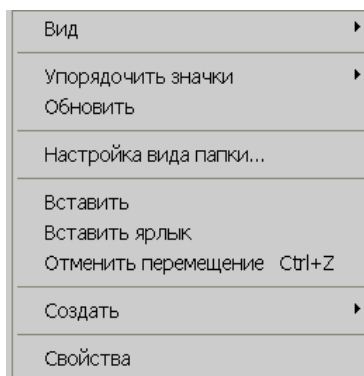 Вид
Упорядочить значки
Обновить
Настройка вида папки...
Вставить
Вставить ярлык
Отменить перемещение Ctrl+Z
Создать
Свойства